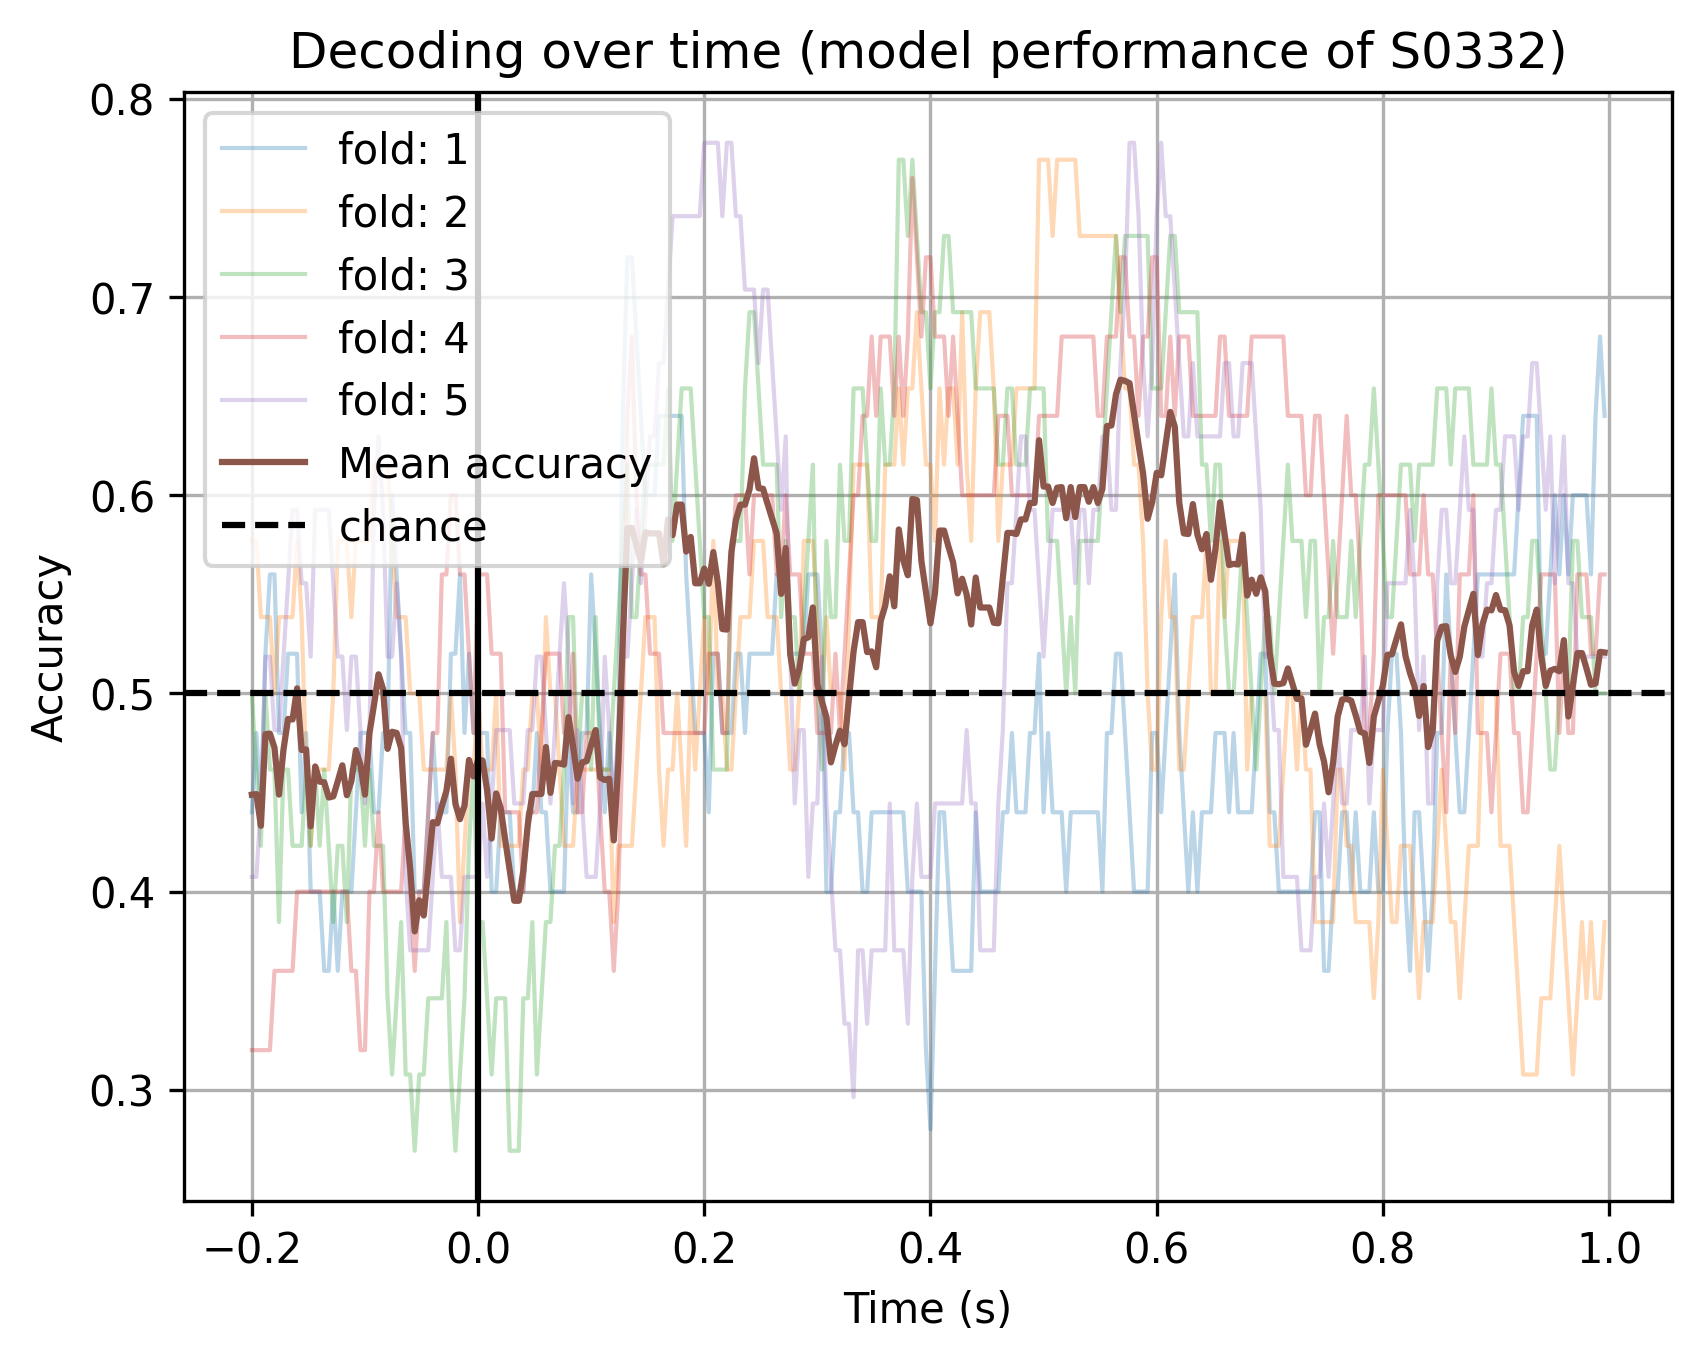 Decoding over time (model performance of S0332)
0.8
0.7
0.6
0.5
0.4
0.3
Accuracy
fold: 1
fold: 2
fold: 3
fold: 4
fold: 5
Mean accuracy
chance
−0.2 0.0 0.2 0.4 0.6 0.8 1.0
Time (s)